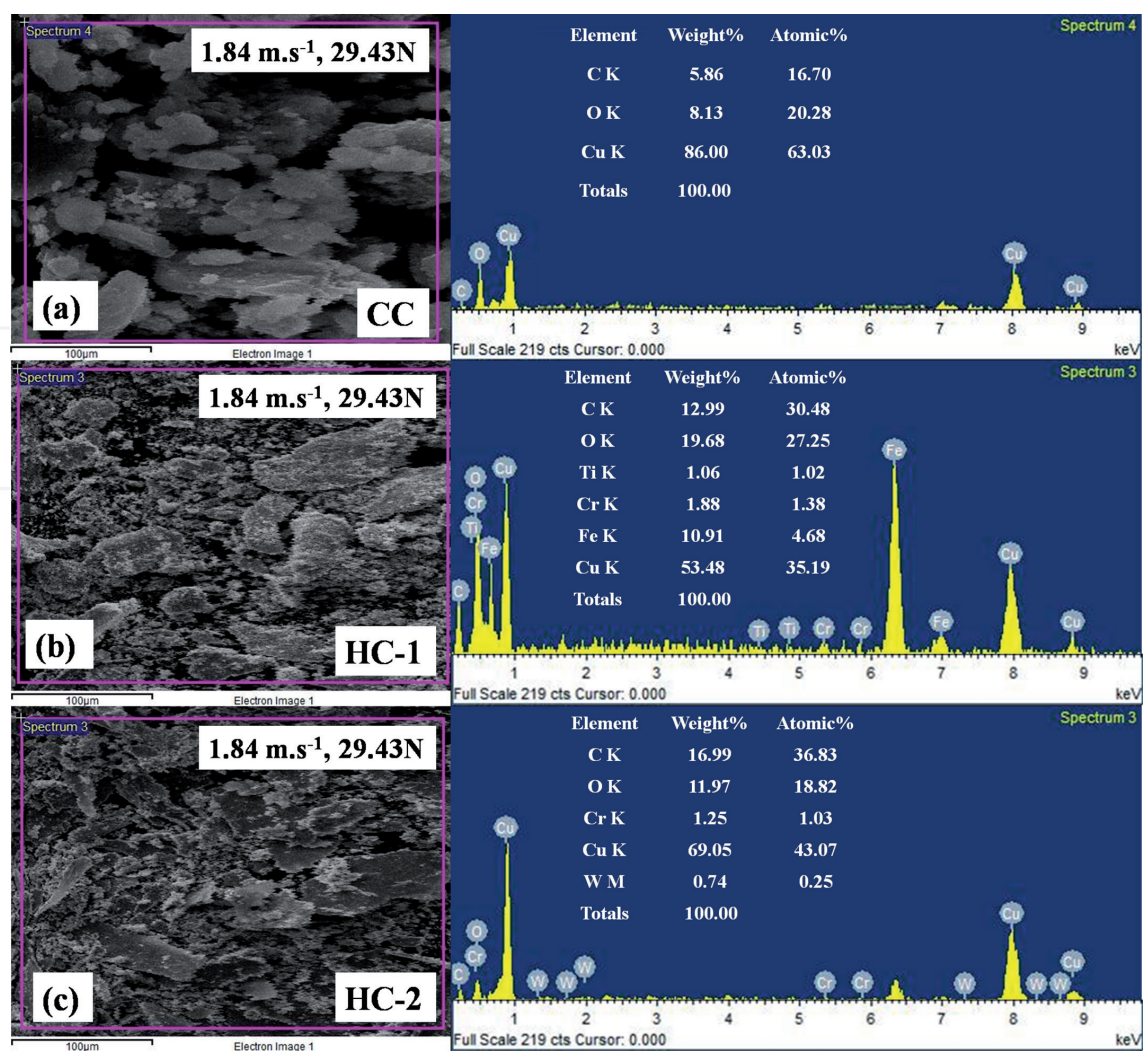 Spectrum 4
1.84 m.s-1, 29.43N
(a)
CC
100µm
Electron Image 1
Spectrum 4
Element Weight% Atomic%
C K 5.86 16.70
O K 8.13 20.28
Cu K 86.00 63.03
Totals 100.00
C O Cu Cu Cu
1 2 3 4 5 6 7 8 9
Full Scale 219 cts Cursor: 0.000
keV
Spectrum 3
1.84 m.s-1, 29.43N
(b)
HC-1
100µm
Electron Image 1
Spectrum 3
Element Weight% Atomic%
C K 12.99 30.48
O K 19.68 27.25
Ti K 1.06 1.02
Cr K 1.88 1.38
Fe K 10.91 4.68
Cu K 53.48 35.19
Totals 100.00
C Ti Cr O Fe Cu Ti Ti Cr Cr Fe Fe Cu Cu
1 2 3 4 5 6 7 8 9
Full Scale 219 cts Cursor: 0.000
keV
Spectrum 3
1.84 m.s-1, 29.43N
(c)
HC-2
100µm
Electron Image 1
Spectrum 3
Element Weight% Atomic%
C K 16.99 36.83
O K 11.97 18.82
Cr K 1.25 1.03
Cu K 69.05 43.07
W M 0.74 0.25
Totals 100.00
C Cr O Cu W W W Cr Cr W Cu W W Cu
1 2 3 4 5 6 7 8 9
Full Scale 219 cts Cursor: 0.000
keV